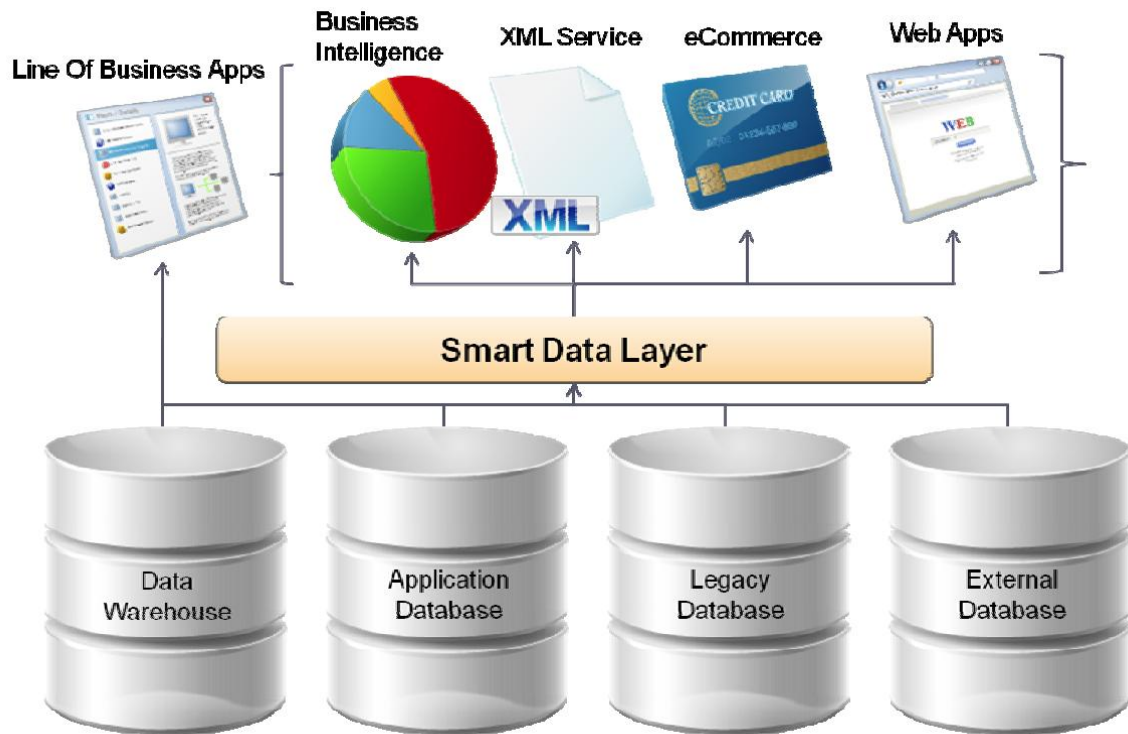 Business
Intelligence
XML Service
eCommerce
Web Apps
Line Of Business Apps
CREDIT CARD
WEB
XML
Smart Data Layer
Data
Warehouse
Application
Database
Legacy
Database
External
Database